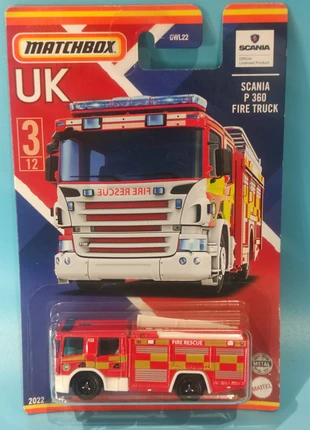 MATCHBOX
GWL22
SCANIA
Official
Licensed Product
UK
SCANIA
P 360
FIRE TRUCK
3
12
FIRE RESCUE
FIRE RESCUE
2022
METAL
MATTEL